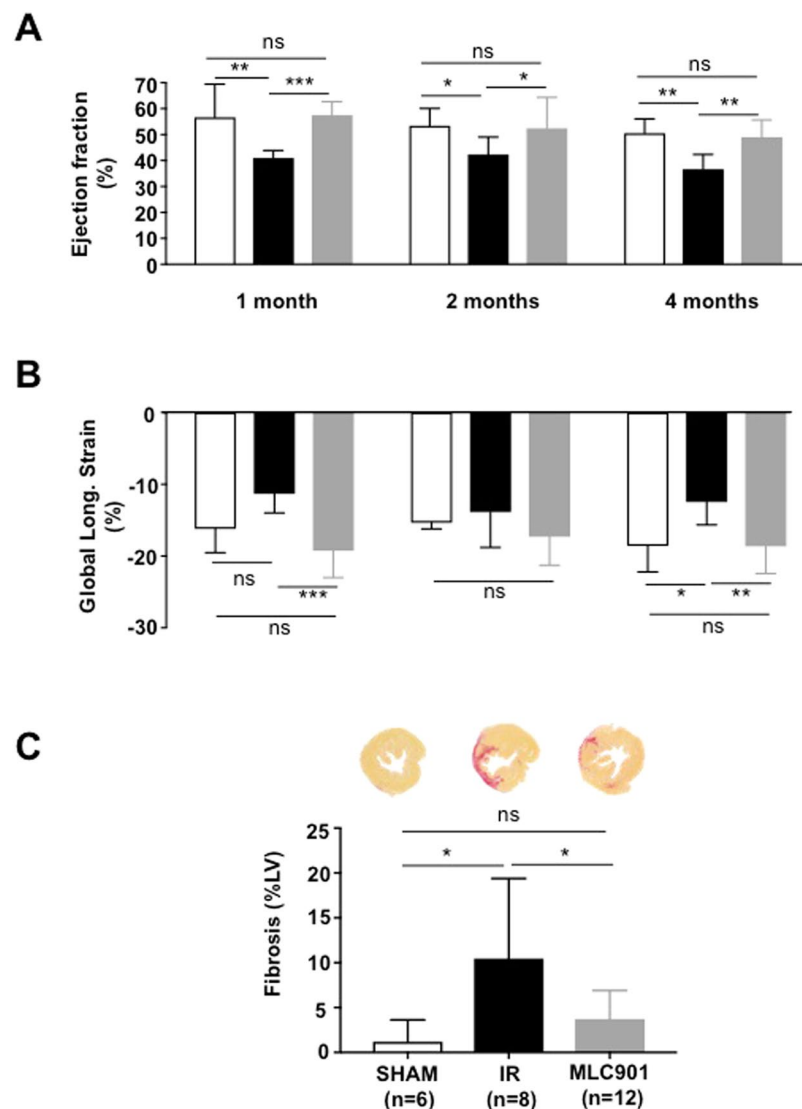 A
ns
** ***
Ejection fraction
(%)
70
60
50
40
30
20
10
0
ns
* *
ns
** **
1 month 2 months 4 months
B
Global Long. Strain
(%)
0
-10
-20
-30
ns
***
ns
ns
* **
ns
C
ns
* *
Fibrosis (%LV)
25
20
15
10
5
0
SHAM IR MLC901
(n=6) (n=8) (n=12)